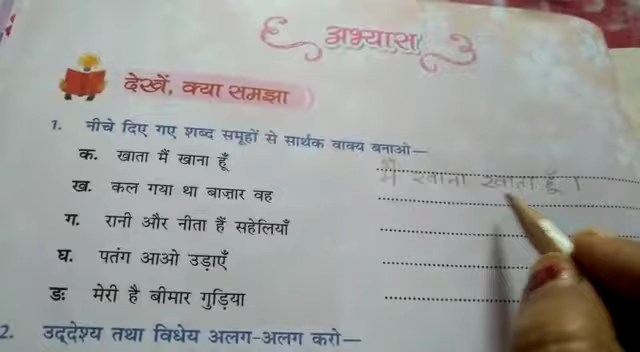 अभ्यास
देखें, क्या समझा
1. नीचे दिए गए शब्द समूहों से सार्थक वाक्य बनाओ—
क. खाता मैं खाना हूँ
मैं खाना खाता हूँ ।
ख. कल गया था बाज़ार वह
ग. रानी और नीता हैं सहेलियाँ
घ. पतंग आओ उड़ाएँ
ङ. मेरी है बीमार गुड़िया
2. उद्देश्य तथा विधेय अलग-अलग करो—